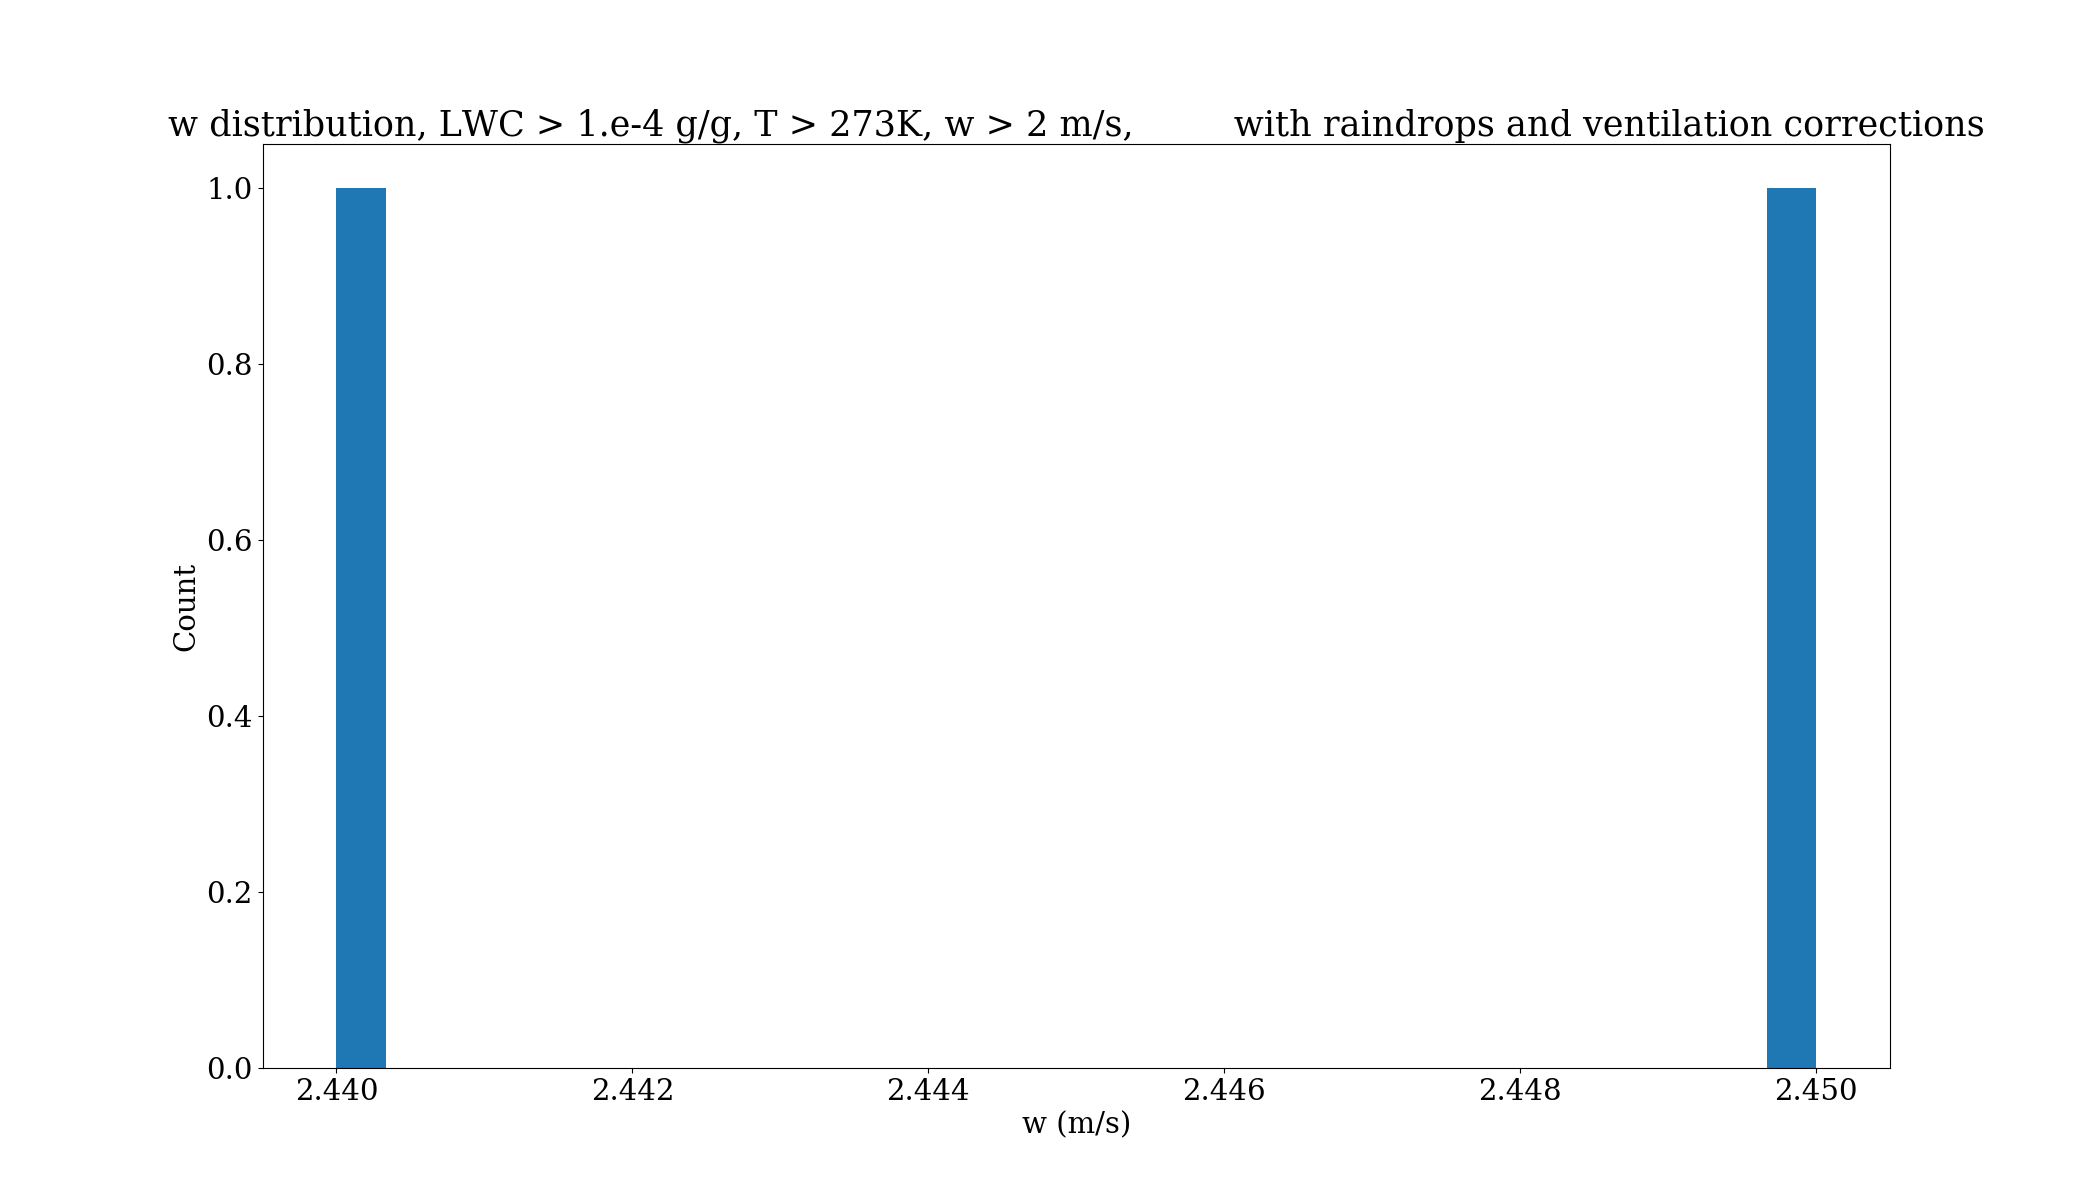 w distribution, LWC > 1.e-4 g/g, T > 273K, w > 2 m/s, with raindrops and ventilation corrections
1.0
0.8
0.6
0.4
0.2
0.0
Count
2.440 2.442 2.444 2.446 2.448 2.450
w (m/s)